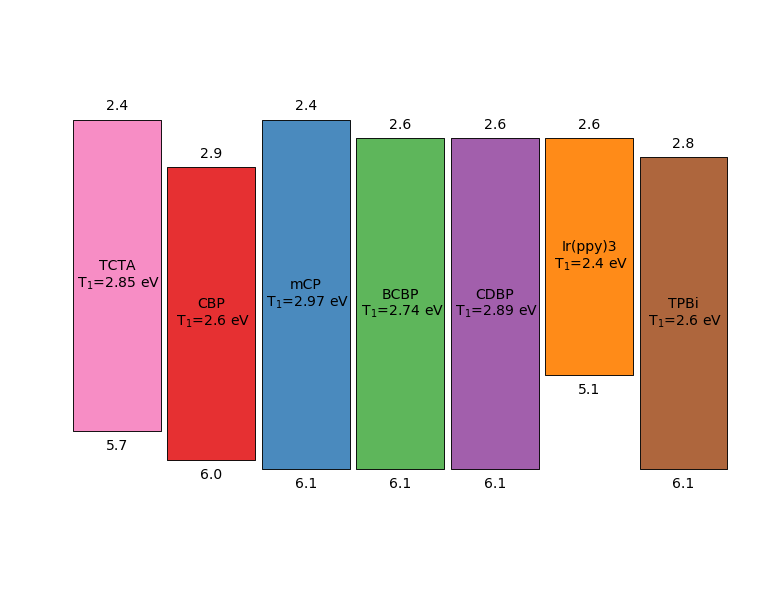 2.4
TCTA
T₁=2.85 eV
5.7
2.9
CBP
T₁=2.6 eV
6.0
2.4
mCP
T₁=2.97 eV
6.1
2.6
BCBP
T₁=2.74 eV
6.1
2.6
CDBP
T₁=2.89 eV
6.1
2.6
Ir(ppy)3
T₁=2.4 eV
5.1
2.8
TPBi
T₁=2.6 eV
6.1